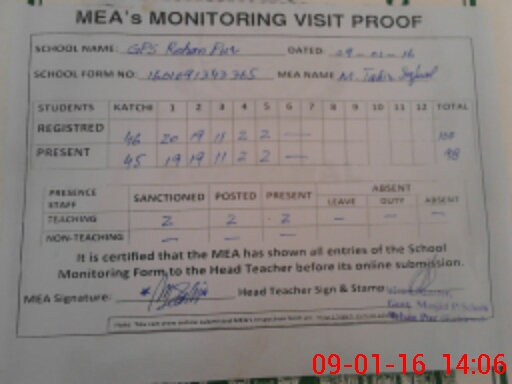 MEA's MONITORING VISIT PROOF
SCHOOL NAME: GPS Rehan Pur DATED: 09-01-16
SCHOOL FORM NO: MEA NAME M. Tahir
STUDENTS KATCHI 1 2 3 4 5 6 7 8 9 10 11 12 TOTAL
REGISTRED 46 20 19 11 2 2 — 100
PRESENT 45 19 19 11 2 2 — 98
PRESENCE STAFF SANCTIONED POSTED PRESENT ABSENT
LEAVE DUTY ABSENT
TEACHING 2 2 2 – –
NON-TEACHING — — —
It is certified that the MEA has shown all entries of the School
Monitoring Form to the Head Teacher before its online submission.
MEA Signature: Head Teacher Sign & Stamp
09-01-16 14:06